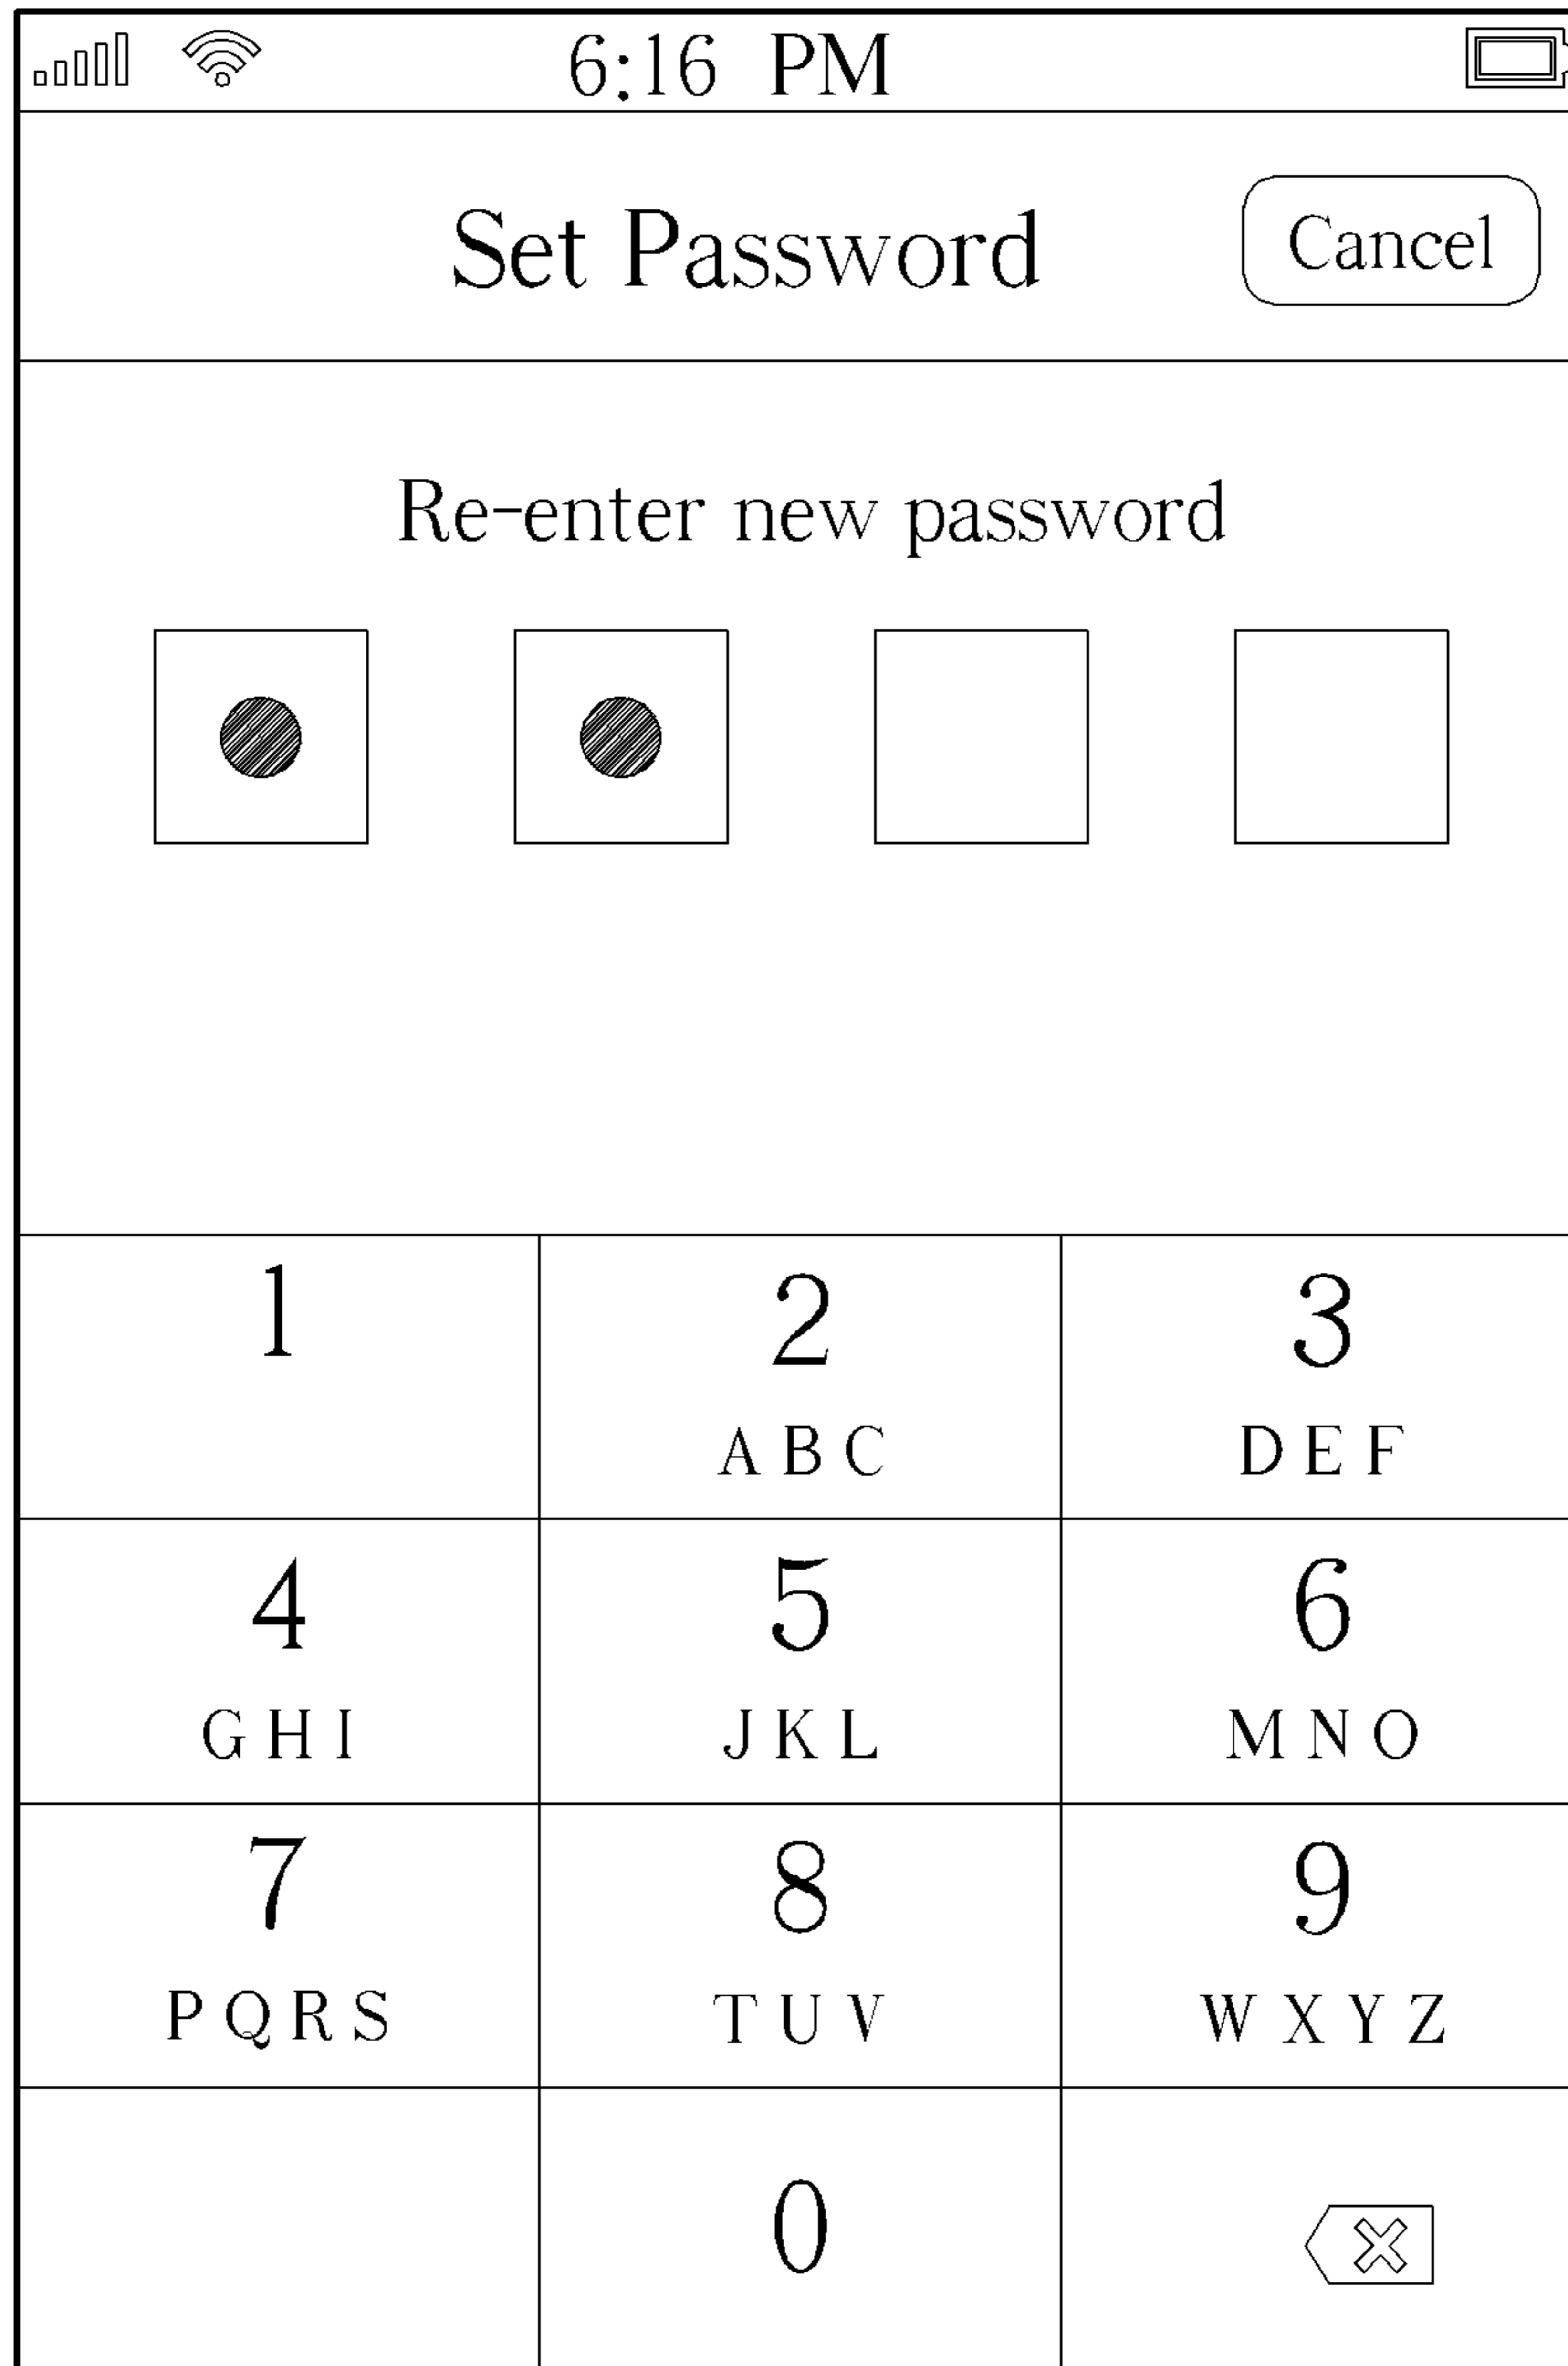 6:16 PM
Set Password
Cancel
Re-enter new password
1 2 3
ABC DEF
4 5 6
GHI JKL MNO
7 8 9
PQRS TUV WXYZ
0